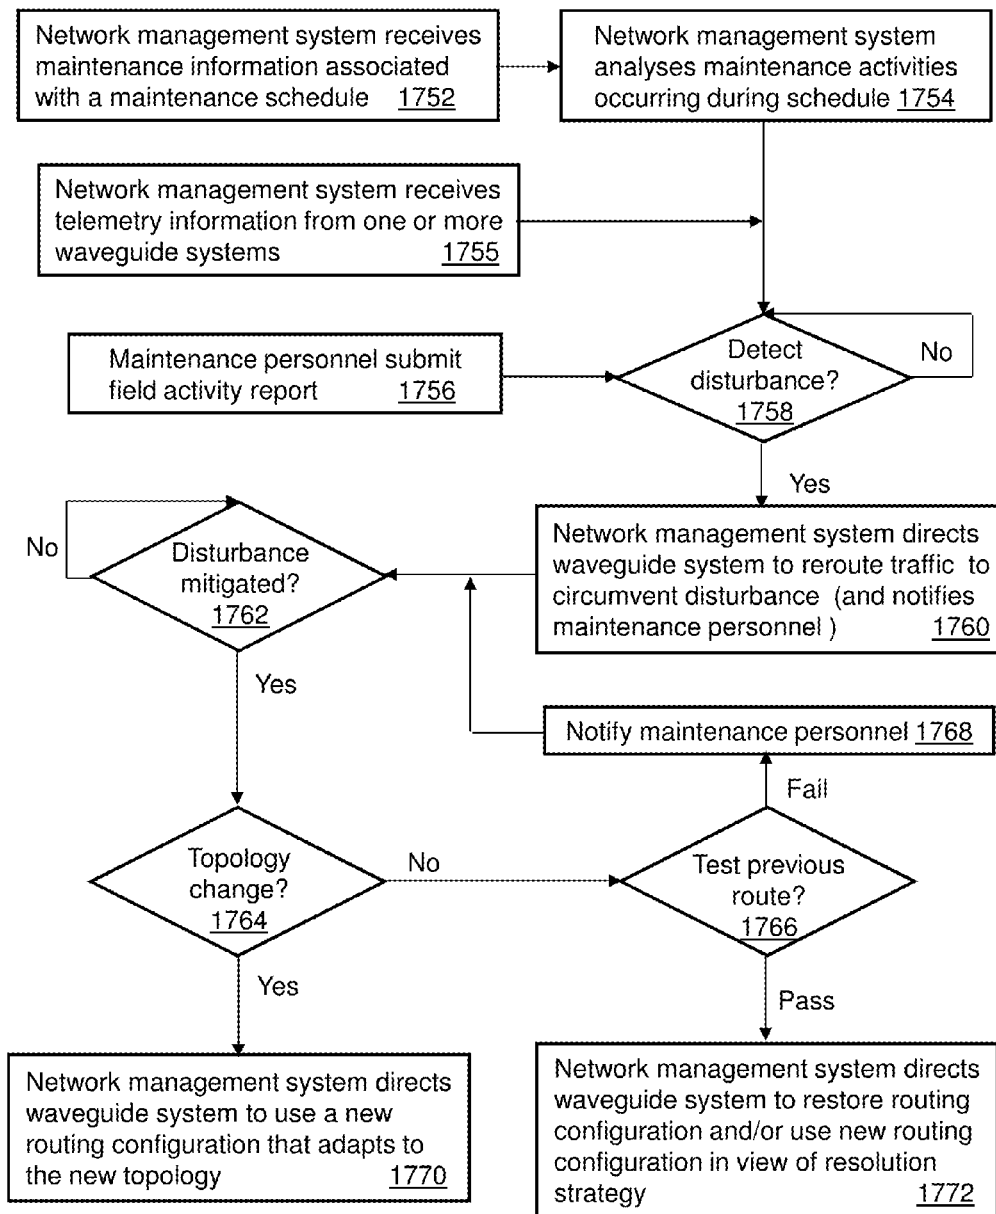 Network management system receives
maintenance information associated
with a maintenance schedule 1752
Network management system
analyses maintenance activities
occurring during schedule 1754
Network management system receives
telemetry information from one or more
waveguide systems 1755
Maintenance personnel submit
field activity report 1756
Detect
disturbance?
1758
No
Yes
Network management system directs
waveguide system to reroute traffic to
circumvent disturbance (and notifies
maintenance personnel ) 1760
No
Disturbance
mitigated?
1762
Yes
Notify maintenance personnel 1768
Fail
Topology
change?
1764
No
Test previous
route?
1766
Yes
Pass
Network management system directs
waveguide system to use a new
routing configuration that adapts to
the new topology 1770
Network management system directs
waveguide system to restore routing
configuration and/or use new routing
configuration in view of resolution
strategy 1772